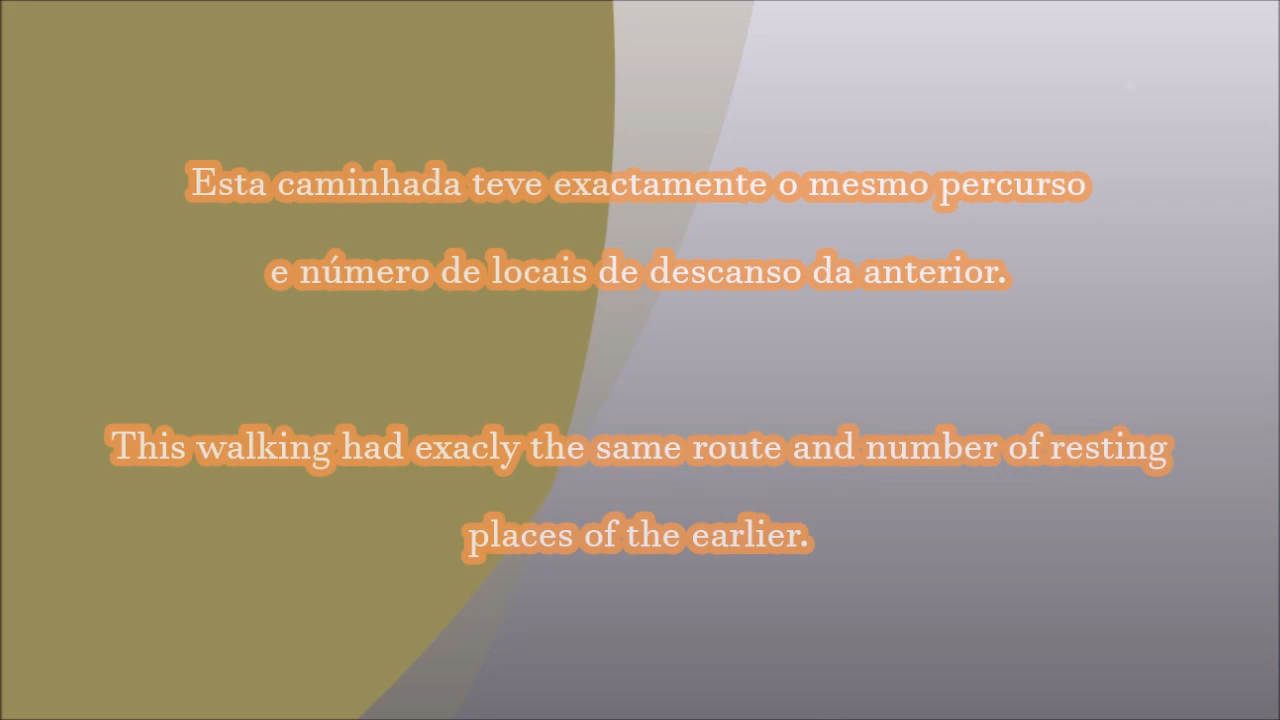 Esta caminhada teve exactamente o mesmo percurso
e número de locais de descanso da anterior.
This walking had exacly the same route and number of resting
places of the earlier.